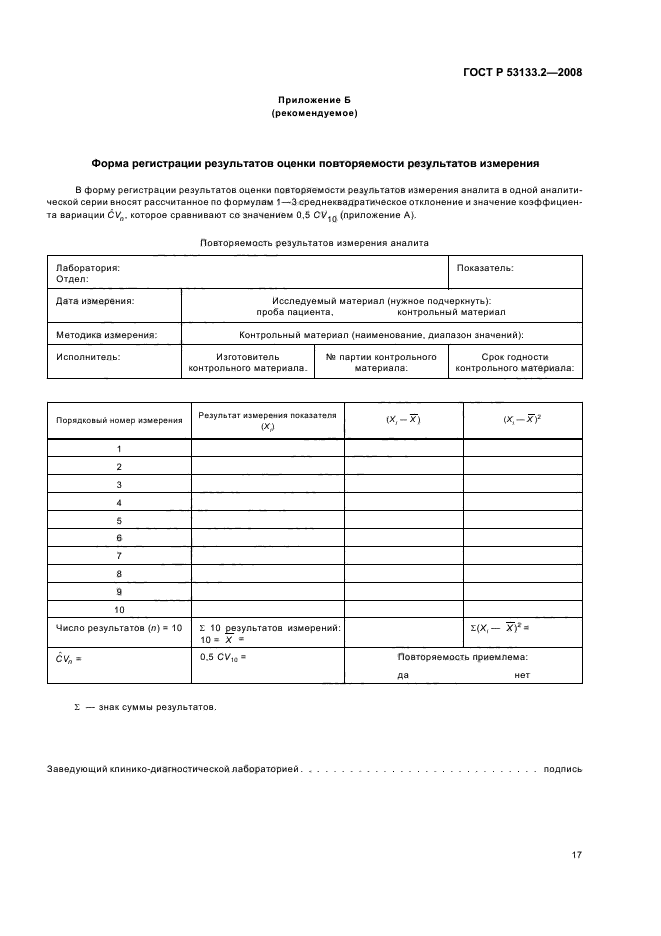 ГОСТ Р 53133.2—2008
Приложение Б
(рекомендуемое)
Форма регистрации результатов оценки повторяемости результатов измерения
В форму регистрации результатов оценки повторяемости результатов измерения аналита в одной аналити-
ческой серии вносят рассчитанное по формулам 1—3 среднеквадратическое отклонение и значение коэффициен-
та вариации ĈVₙ, которое сравнивают со значением 0,5 CV₁₀ (приложение А).
Повторяемость результатов измерения аналита
Лаборатория:
Отдел:
Показатель:
Дата измерения:
Исследуемый материал (нужное подчеркнуть):
проба пациента, контрольный материал
Методика измерения:
Контрольный материал (наименование, диапазон значений):
Исполнитель:
Изготовитель
контрольного материала.
№ партии контрольного
материала:
Срок годности
контрольного материала:
Порядковый номер измерения
Результат измерения показателя
(Xᵢ)
(Xᵢ — X̅)
(Xᵢ — X̅)²
1
2
3
4
5
6
7
8
9
10
Число результатов (n) = 10
Σ 10 результатов измерений:
10 = X̅ =
Σ(Xᵢ — X̅)² =
ĈVₙ =
0,5 CV₁₀ =
Повторяемость приемлема:
да нет
Σ — знак суммы результатов.
Заведующий клинико-диагностической лабораторией . . . . . . . . . . . . . . . . . . . . . . . . . . подпись
17